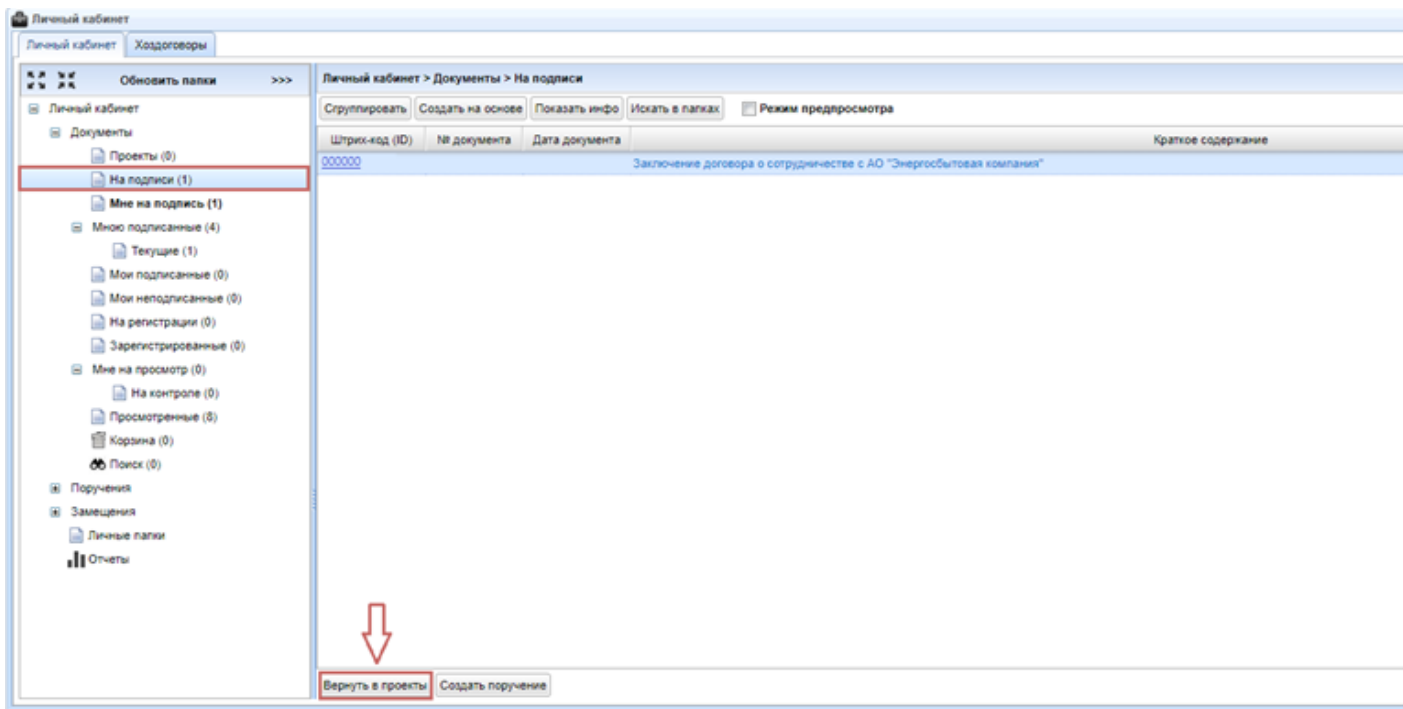 Личный кабинет
Личный кабинет Хоздоговоры
Обновить папки >>>
Личный кабинет > Документы > На подписи
Личный кабинет
Сгруппировать Создать на основе Показать инфо Искать в папках Режим предпросмотра
Документы
Штрих-код (ID) № документа Дата документа Краткое содержание
Проекты (0)
000000 Заключение договора о сотрудничестве с АО "Энергосбытовая компания"
На подписи (1)
Мне на подпись (1)
Мною подписанные (4)
Текущие (1)
Мои подписанные (0)
Мои неподписанные (0)
На регистрации (0)
Зарегистрированные (0)
Мне на просмотр (0)
На контроле (0)
Просмотренные (8)
Корзина (0)
Поиск (0)
Поручения
Замещения
Личные папки
Отчеты
Вернуть в проекты Создать поручение